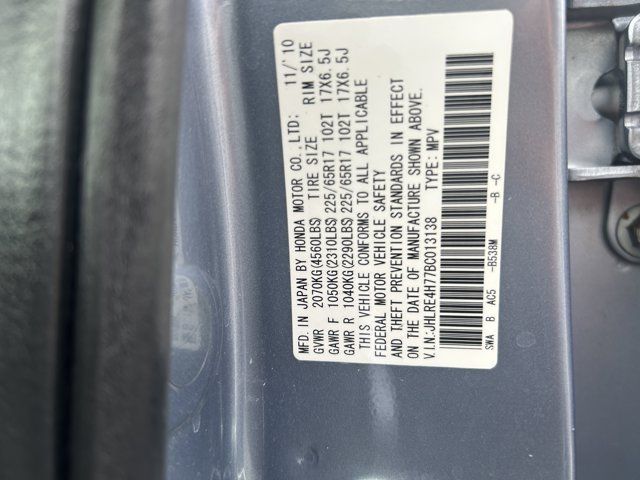 MFD. IN JAPAN BY HONDA MOTOR CO.,LTD: 11/'10
GVWR 2070KG(4560LBS) TIRE SIZE RIM SIZE
GAWR F 1050KG(2310LBS) 225/65R17 102T 17X6.5J
GAWR R 1040KG(2290LBS) 225/65R17 102T 17X6.5J
THIS VEHICLE CONFORMS TO ALL APPLICABLE
FEDERAL MOTOR VEHICLE SAFETY
AND THEFT PREVENTION STANDARDS IN EFFECT
ON THE DATE OF MANUFACTURE SHOWN ABOVE.
V.I.N:JHLRE4H77BC013138 TYPE: MPV
SWA B AC5 -B538M -B -C